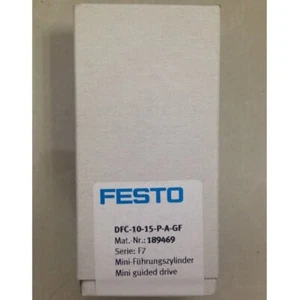 FESTO
DFC-10-15-P-A-GF
Mat. Nr.: 189469
Serie: F7
Mini-Führungszylinder
Mini guided drive